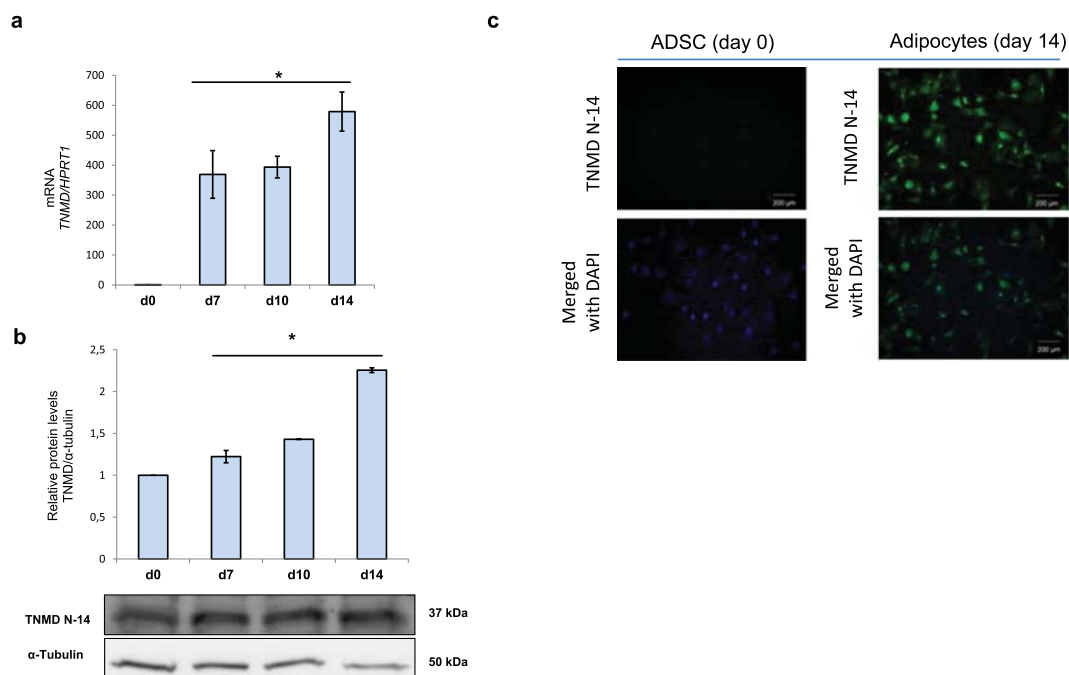 a
700
600
500
400
300
200
100
0
mRNA
TNMD/HPRT1
*
d0 d7 d10 d14
b
2,5
2
1,5
1
0,5
0
Relative protein levels
TNMD/α-tubulin
*
d0 d7 d10 d14
TNMD N-14 37 kDa
α-Tubulin 50 kDa
c
ADSC (day 0) Adipocytes (day 14)
TNMD N-14
200 µm
TNMD N-14
200 µm
Merged
with DAPI
Merged
with DAPI
200 µm